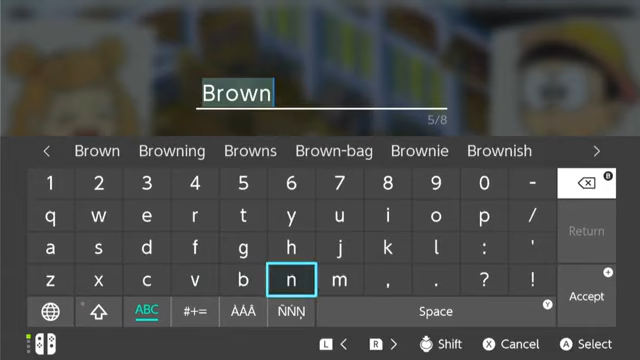 Brown
5/8
Brown Browning Browns Brown-bag Brownie Brownish
1 2 3 4 5 6 7 8 9 0 -
q w e r t y u i o p /
Return
a s d f g h j k l : '
z x c v b n m , . ? !
Accept
ABC #+= ÀÁÂ ÑÑŅ Space
L R Shift X Cancel A Select